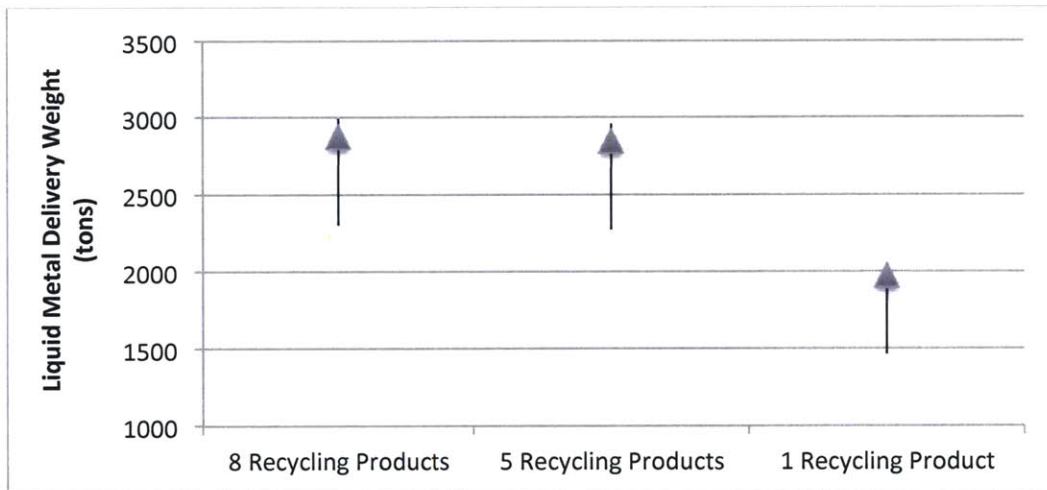 3500
3000
2500
2000
1500
1000
Liquid Metal Delivery Weight
(tons)
8 Recycling Products
5 Recycling Products
1 Recycling Product